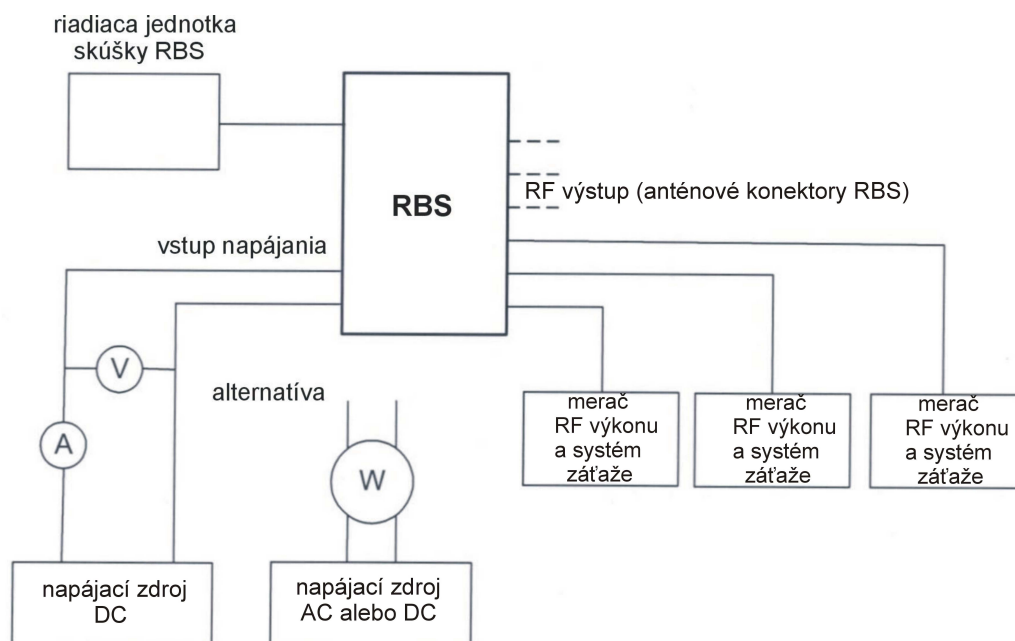 riadiaca jednotka
skúšky RBS
RBS
RF výstup (anténové konektory RBS)
vstup napájania
V
A
alternatíva
W
merač
RF výkonu
a systém
záťaže
merač
RF výkonu
a systém
záťaže
merač
RF výkonu
a systém
záťaže
napájací zdroj
DC
napájací zdroj
AC alebo DC